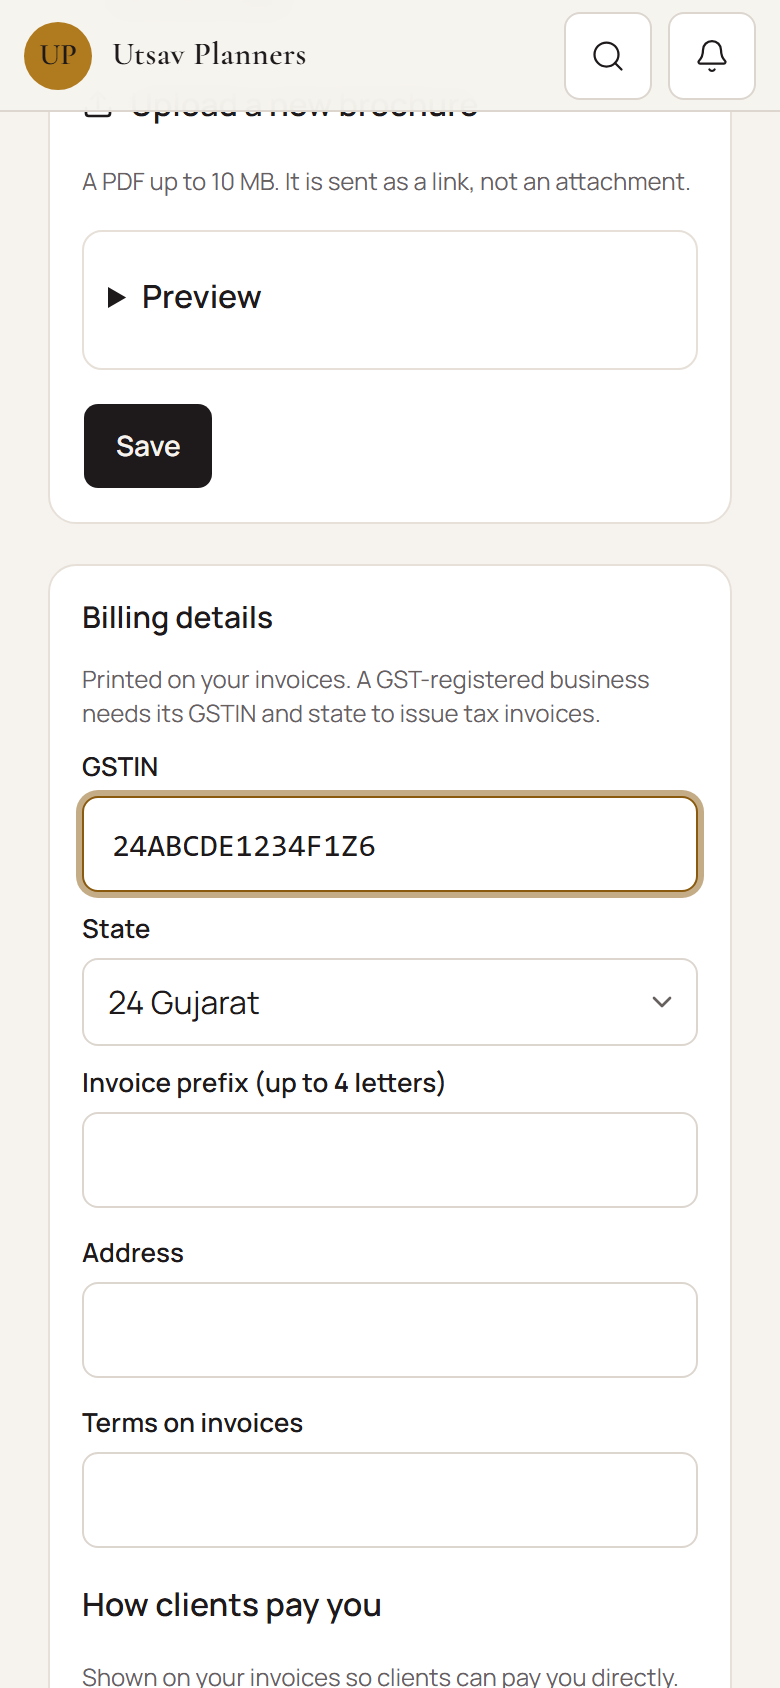 UP Utsav Planners
Upload a new brochure
A PDF up to 10 MB. It is sent as a link, not an attachment.
Preview
Save
Billing details
Printed on your invoices. A GST-registered business
needs its GSTIN and state to issue tax invoices.
GSTIN
24ABCDE1234F1Z6
State
24 Gujarat
Invoice prefix (up to 4 letters)
Address
Terms on invoices
How clients pay you
Shown on your invoices so clients can pay you directly.